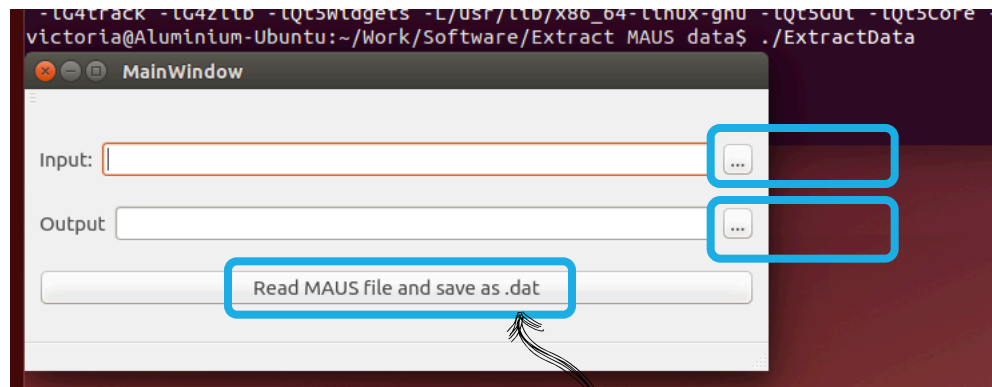 -lG4track -lG4zlib -lQt5Widgets -L/usr/lib/x86_64-linux-gnu -lQt5Gui -lQt5Core -
victoria@Aluminium-Ubuntu:~/Work/Software/Extract MAUS data$ ./ExtractData
MainWindow
Input:
...
Output
...
Read MAUS file and save as .dat